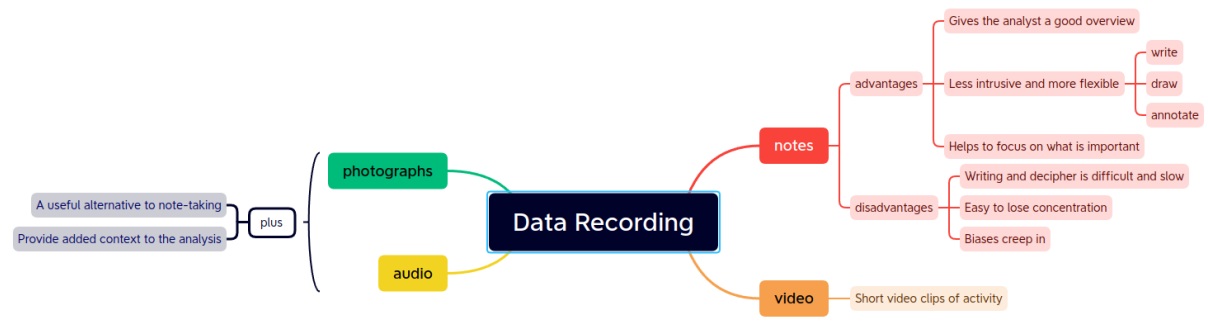 Data Recording
notes
advantages
Gives the analyst a good overview
Less intrusive and more flexible
write
draw
annotate
Helps to focus on what is important
disadvantages
Writing and decipher is difficult and slow
Easy to lose concentration
Biases creep in
video
Short video clips of activity
photographs
audio
plus
A useful alternative to note-taking
Provide added context to the analysis